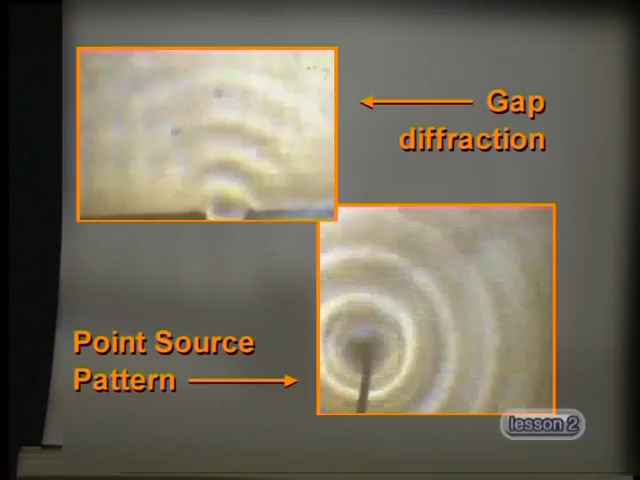 Gap
diffraction
Point Source
Pattern
lesson 2